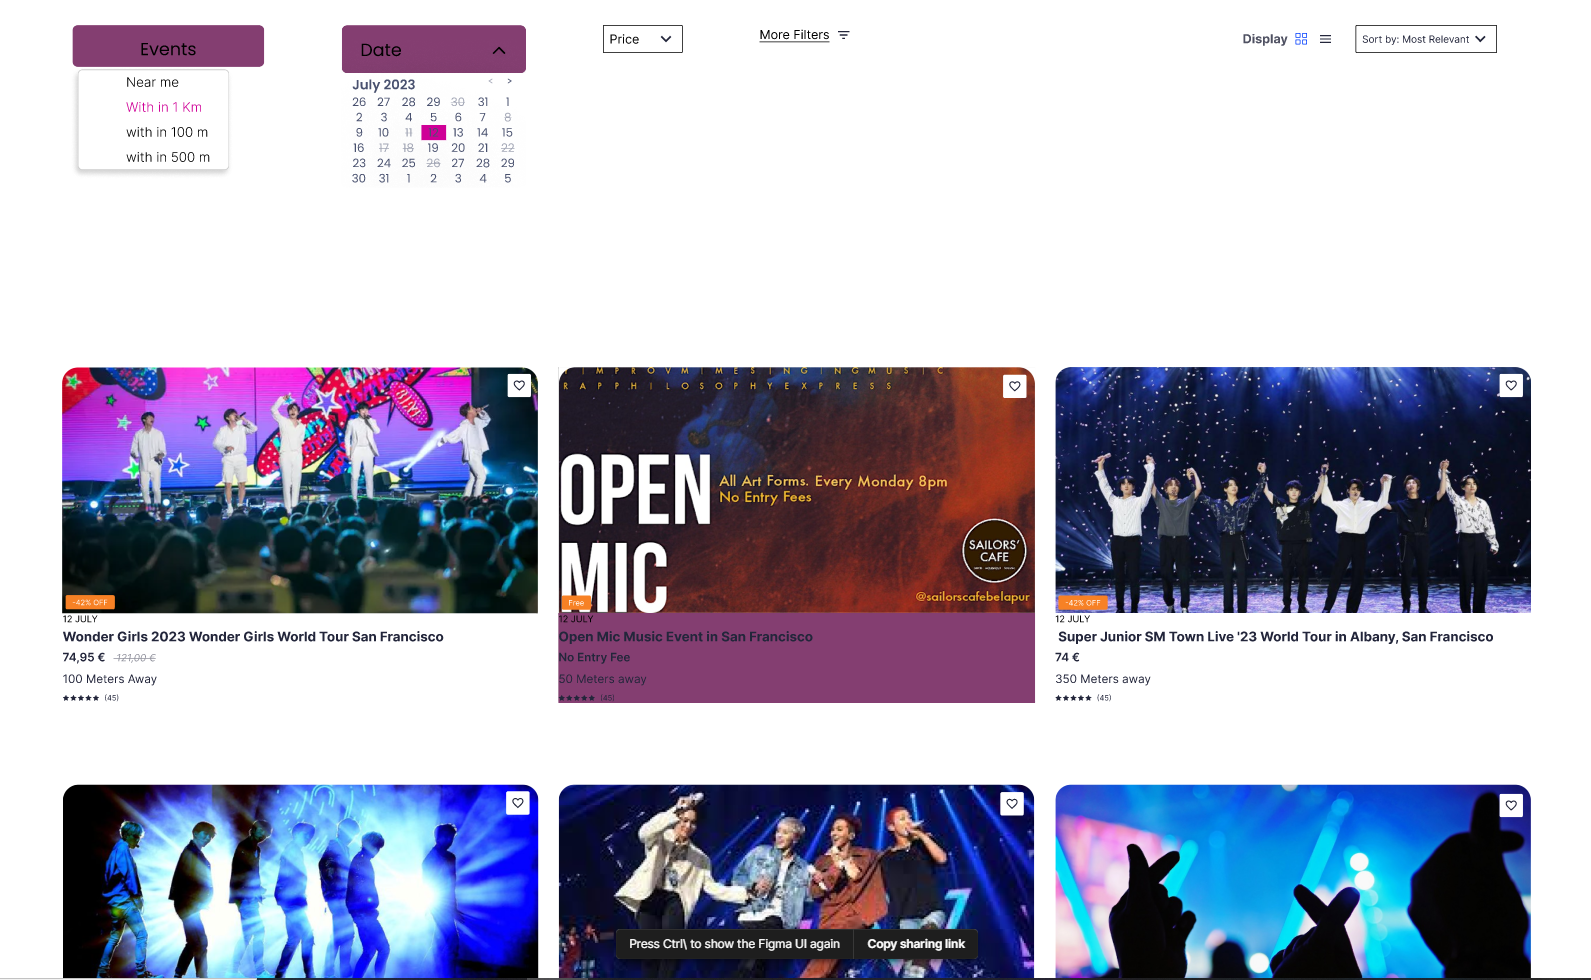 Events
Near me
With in 1 Km
with in 100 m
with in 500 m
Date
July 2023
< >
26 27 28 29 30 31 1
2 3 4 5 6 7 8
9 10 11 12 13 14 15
16 17 18 19 20 21 22
23 24 25 26 27 28 29
30 31 1 2 3 4 5
Price
More Filters
Display
Sort by: Most Relevant
-42% OFF
12 JULY
Wonder Girls 2023 Wonder Girls World Tour San Francisco
74,95 € 121,00 €
100 Meters Away
(45)
IMPROVMIMESINGINGMUSIC
RAPPHILOSOPHYEXPRESS
OPEN
MIC
All Art Forms. Every Monday 8pm
No Entry Fees
SAILORS'
CAFE
@sailorscafebelapur
Free
12 JULY
Open Mic Music Event in San Francisco
No Entry Fee
50 Meters away
(45)
-42% OFF
12 JULY
Super Junior SM Town Live '23 World Tour in Albany, San Francisco
74 €
350 Meters away
(45)
Press Ctrl\ to show the Figma UI again
Copy sharing link